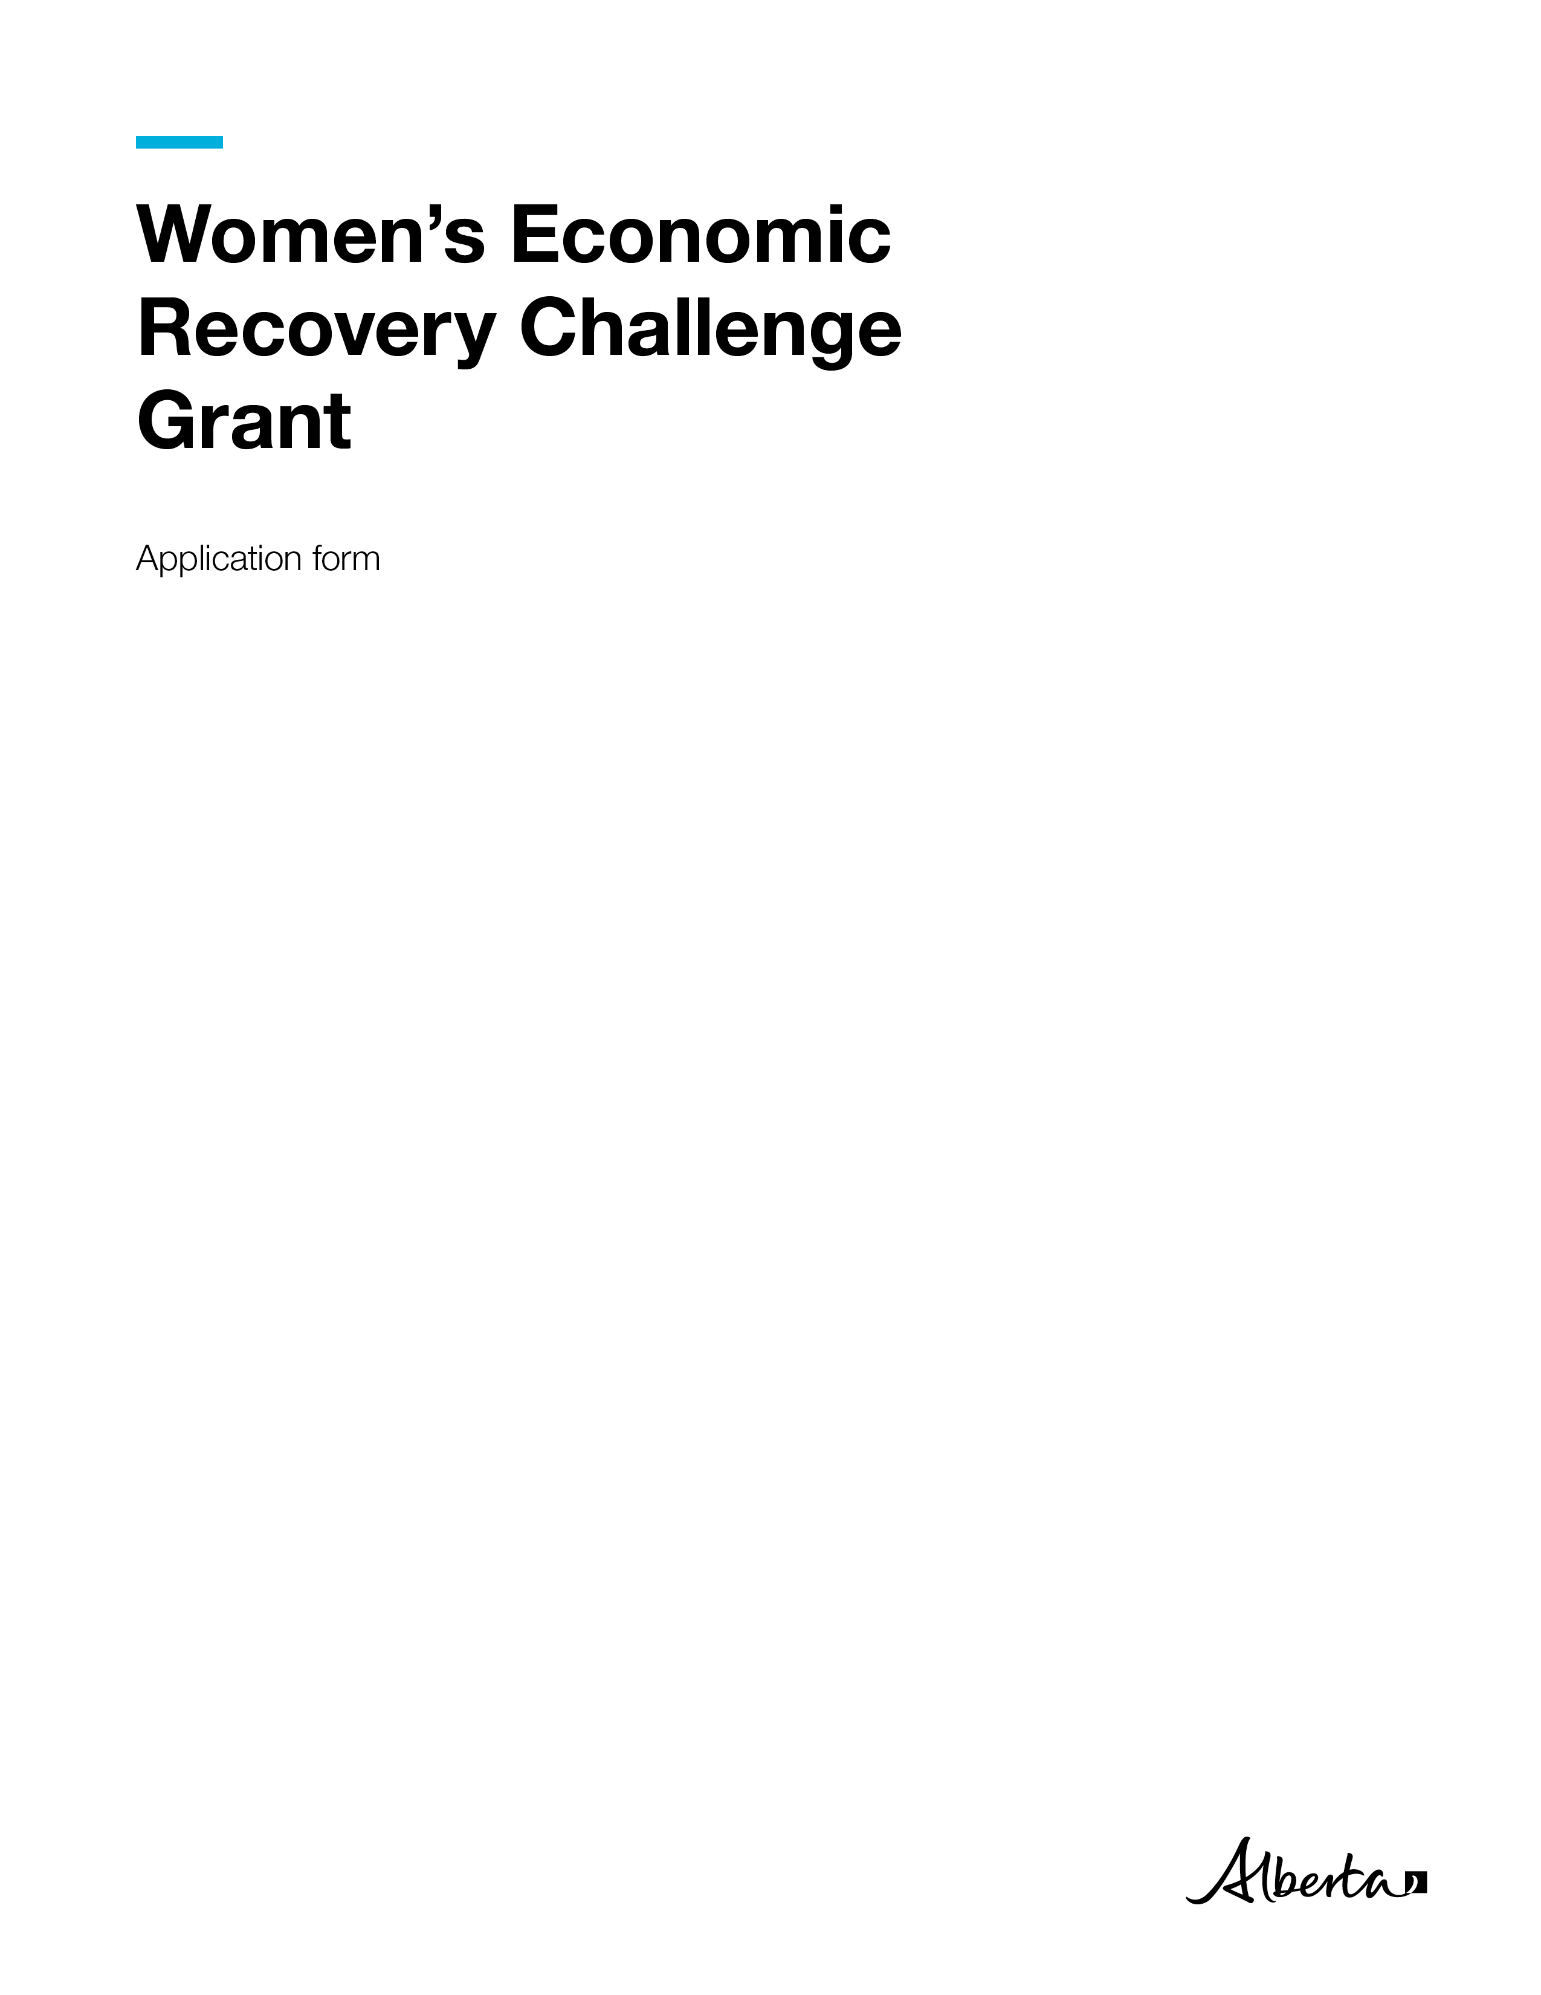 Women’s Economic
Recovery Challenge
Grant
Application form
Alberta